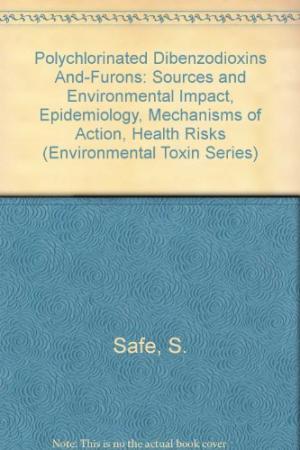 Polychlorinated Dibenzodioxins
And-Furons: Sources and
Environmental Impact,
Epidemiology, Mechanisms of
Action, Health Risks
(Environmental Toxin Series)
Safe, S.
Note: This is no the actual book cover